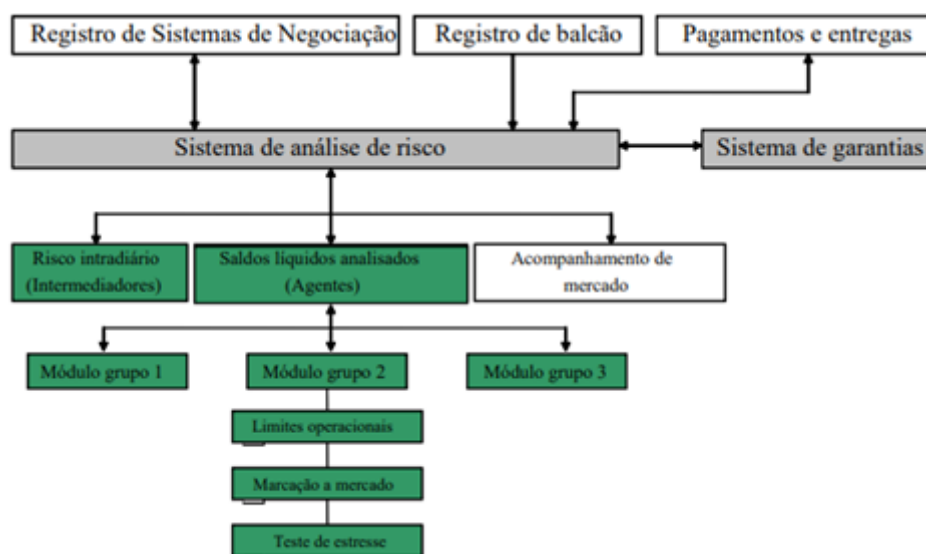 Registro de Sistemas de Negociação
Registro de balcão
Pagamentos e entregas
Sistema de análise de risco
Sistema de garantias
Risco intradiário
(Intermediadores)
Saldos líquidos analisados
(Agentes)
Acompanhamento de
mercado
Módulo grupo 1
Módulo grupo 2
Módulo grupo 3
Limites operacionais
Marcação a mercado
Teste de estresse